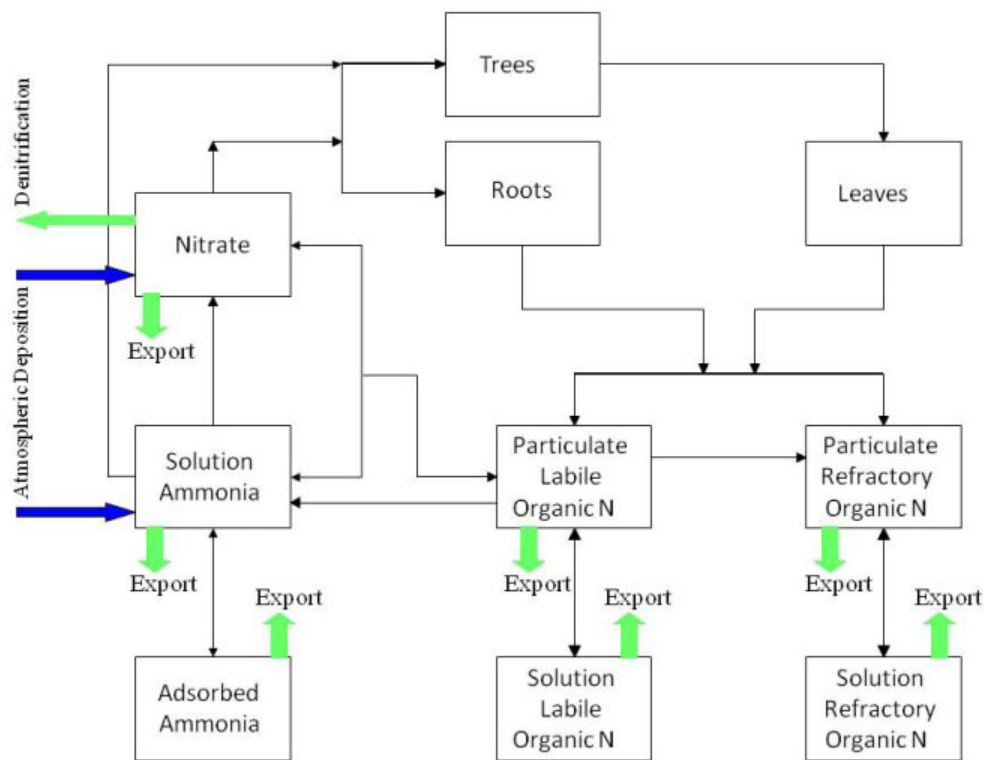 Trees
Denitrification
Roots
Leaves
Nitrate
Atmospheric Deposition
Export
Solution
Ammonia
Particulate
Labile
Organic N
Particulate
Refractory
Organic N
Export
Export
Export
Export
Export
Export
Adsorbed
Ammonia
Solution
Labile
Organic N
Solution
Refractory
Organic N